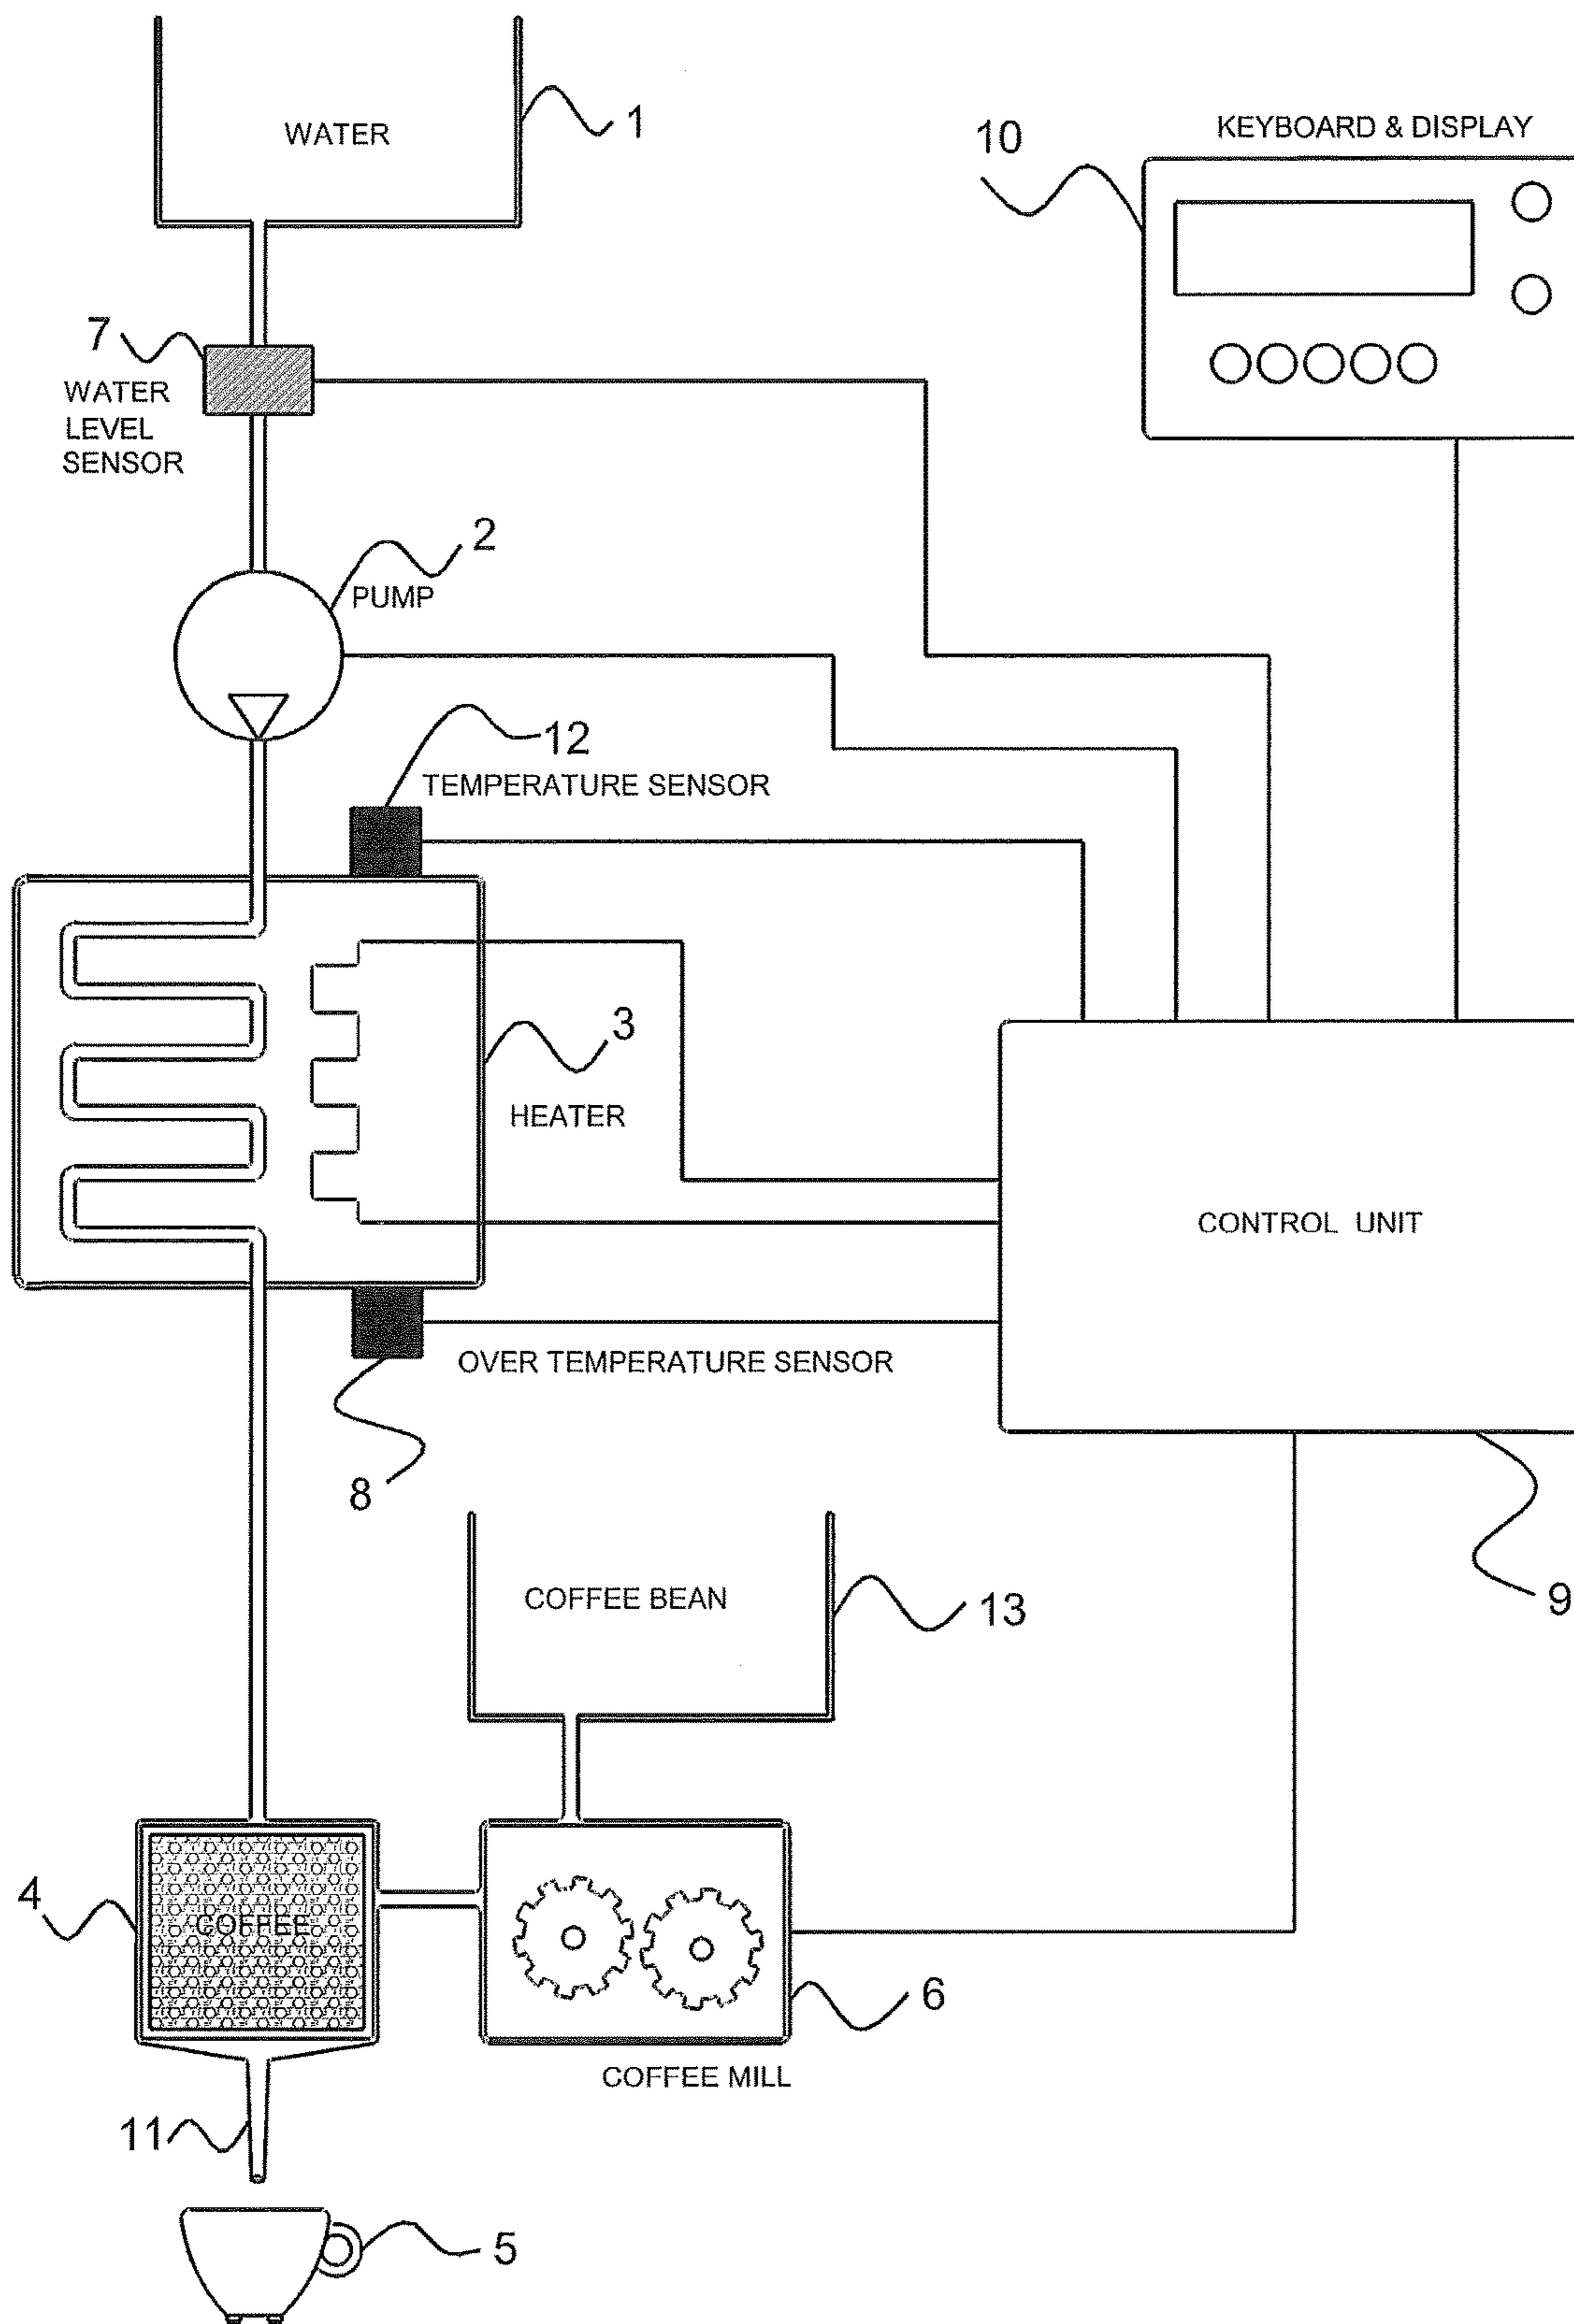 WATER
1
10
KEYBOARD & DISPLAY
7
WATER
LEVEL
SENSOR
2
PUMP
12
TEMPERATURE SENSOR
3
HEATER
CONTROL UNIT
OVER TEMPERATURE SENSOR
8
COFFEE BEAN
13
9
4
COFFEE
6
COFFEE MILL
11
5